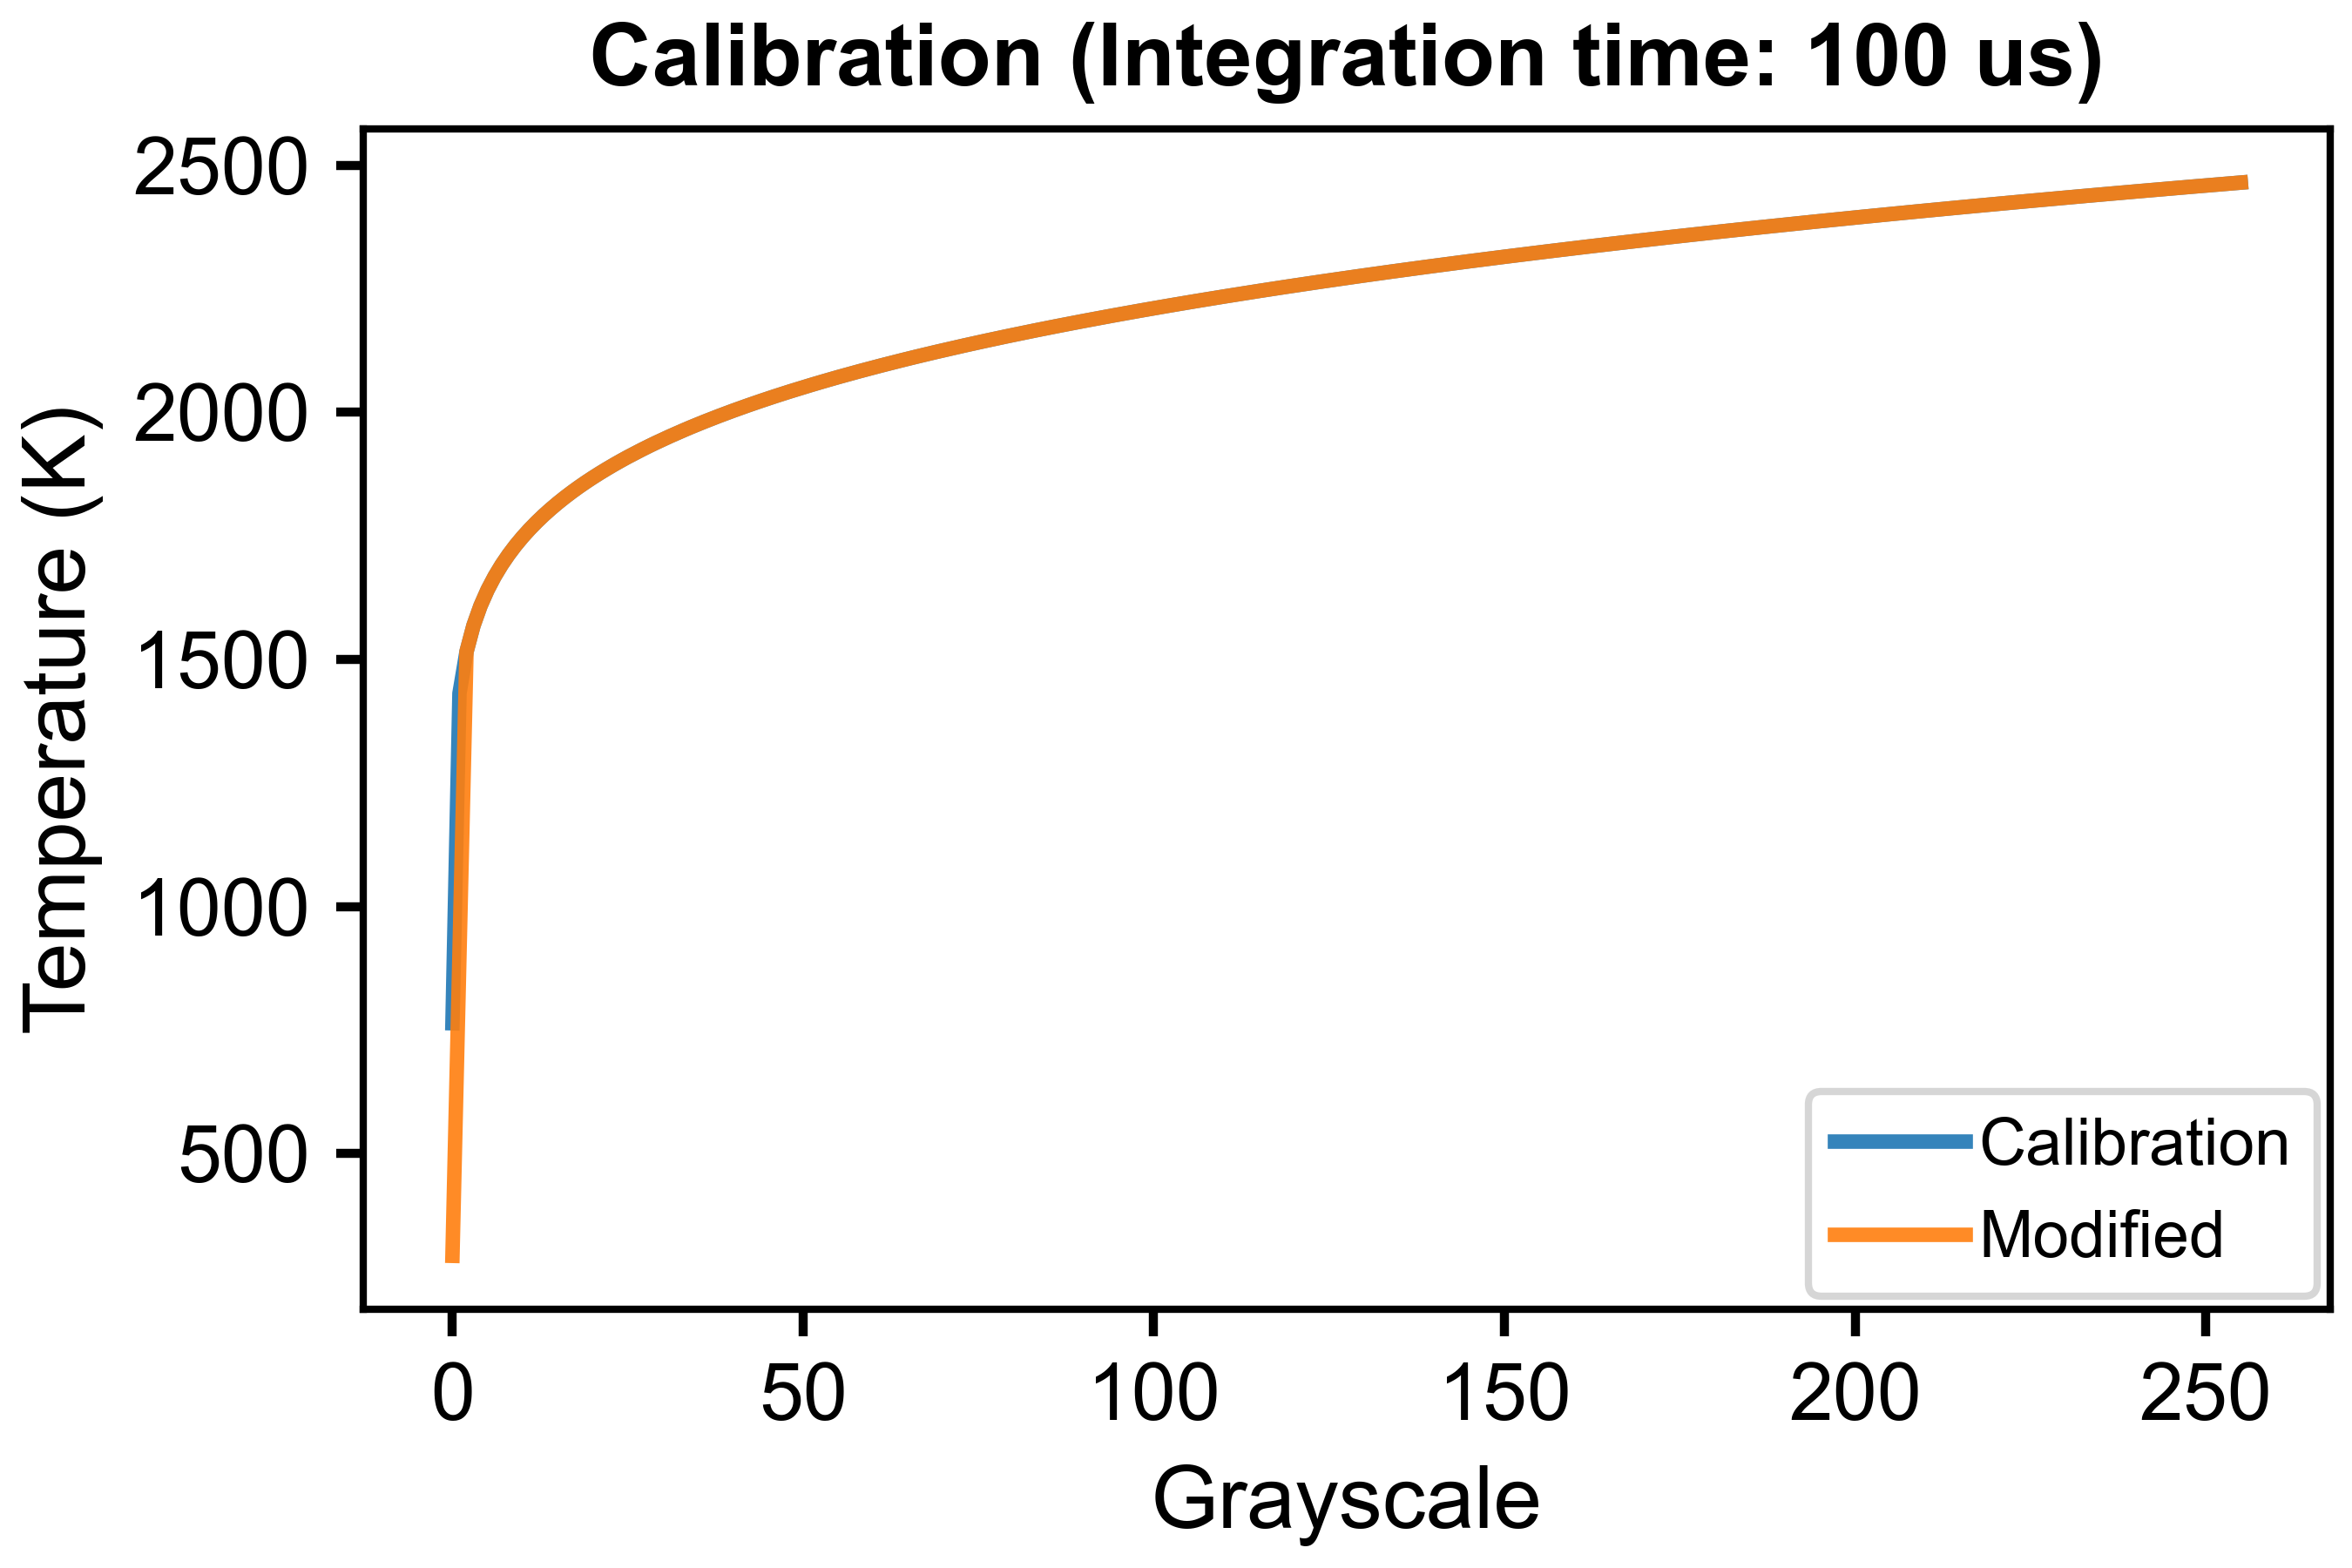 Calibration (Integration time: 100 us)
Temperature (K)
2500
2000
1500
1000
500
Calibration
Modified
0 50 100 150 200 250
Grayscale